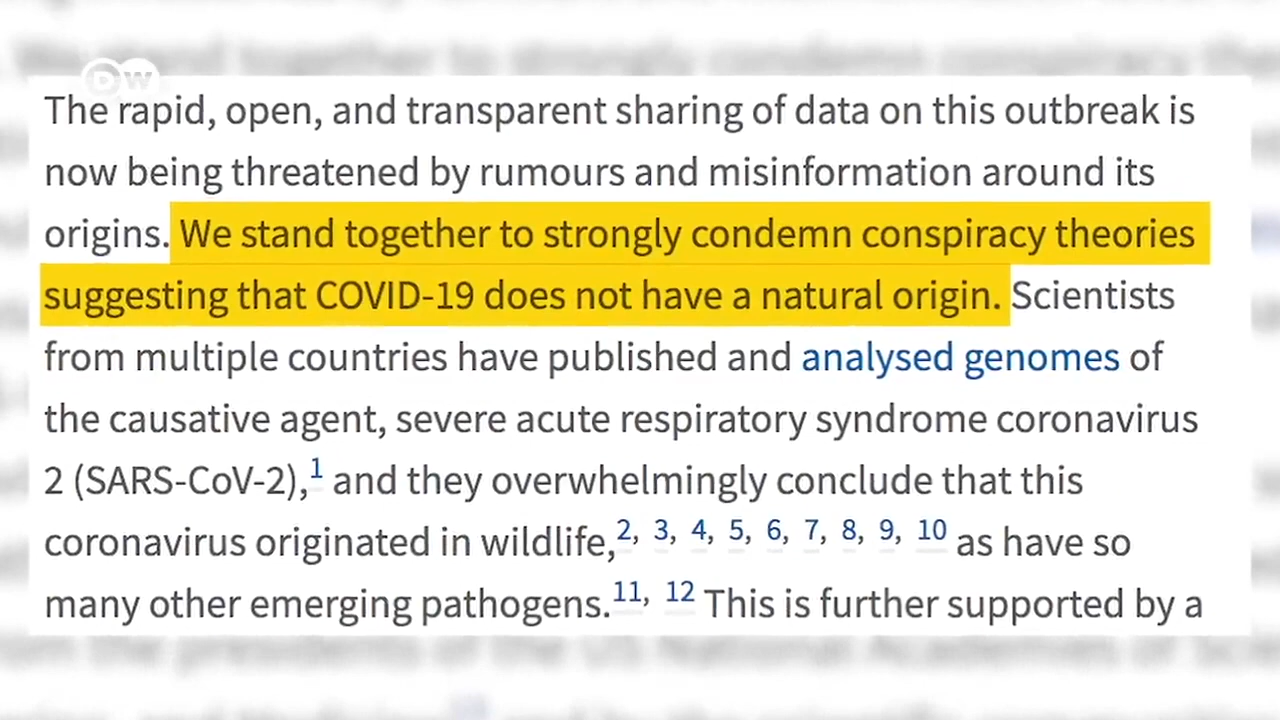 DW
The rapid, open, and transparent sharing of data on this outbreak is
now being threatened by rumours and misinformation around its
origins. We stand together to strongly condemn conspiracy theories
suggesting that COVID-19 does not have a natural origin. Scientists
from multiple countries have published and analysed genomes of
the causative agent, severe acute respiratory syndrome coronavirus
2 (SARS-CoV-2),1 and they overwhelmingly conclude that this
coronavirus originated in wildlife,2, 3, 4, 5, 6, 7, 8, 9, 10 as have so
many other emerging pathogens.11, 12 This is further supported by a